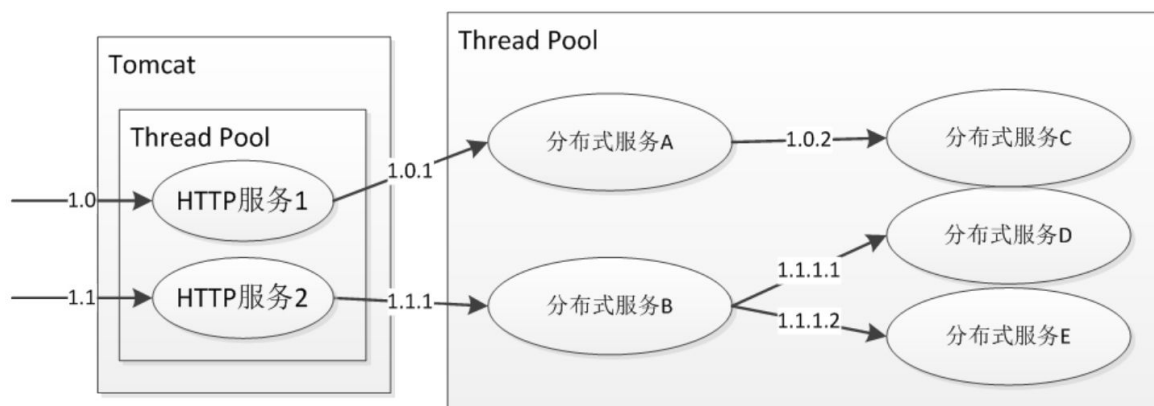 Thread Pool
Tomcat
Thread Pool
分布式服务A
1.0.2
分布式服务C
1.0.1
1.0
HTTP服务1
分布式服务D
1.1.1.1
1.1
HTTP服务2
1.1.1
分布式服务B
1.1.1.2
分布式服务E